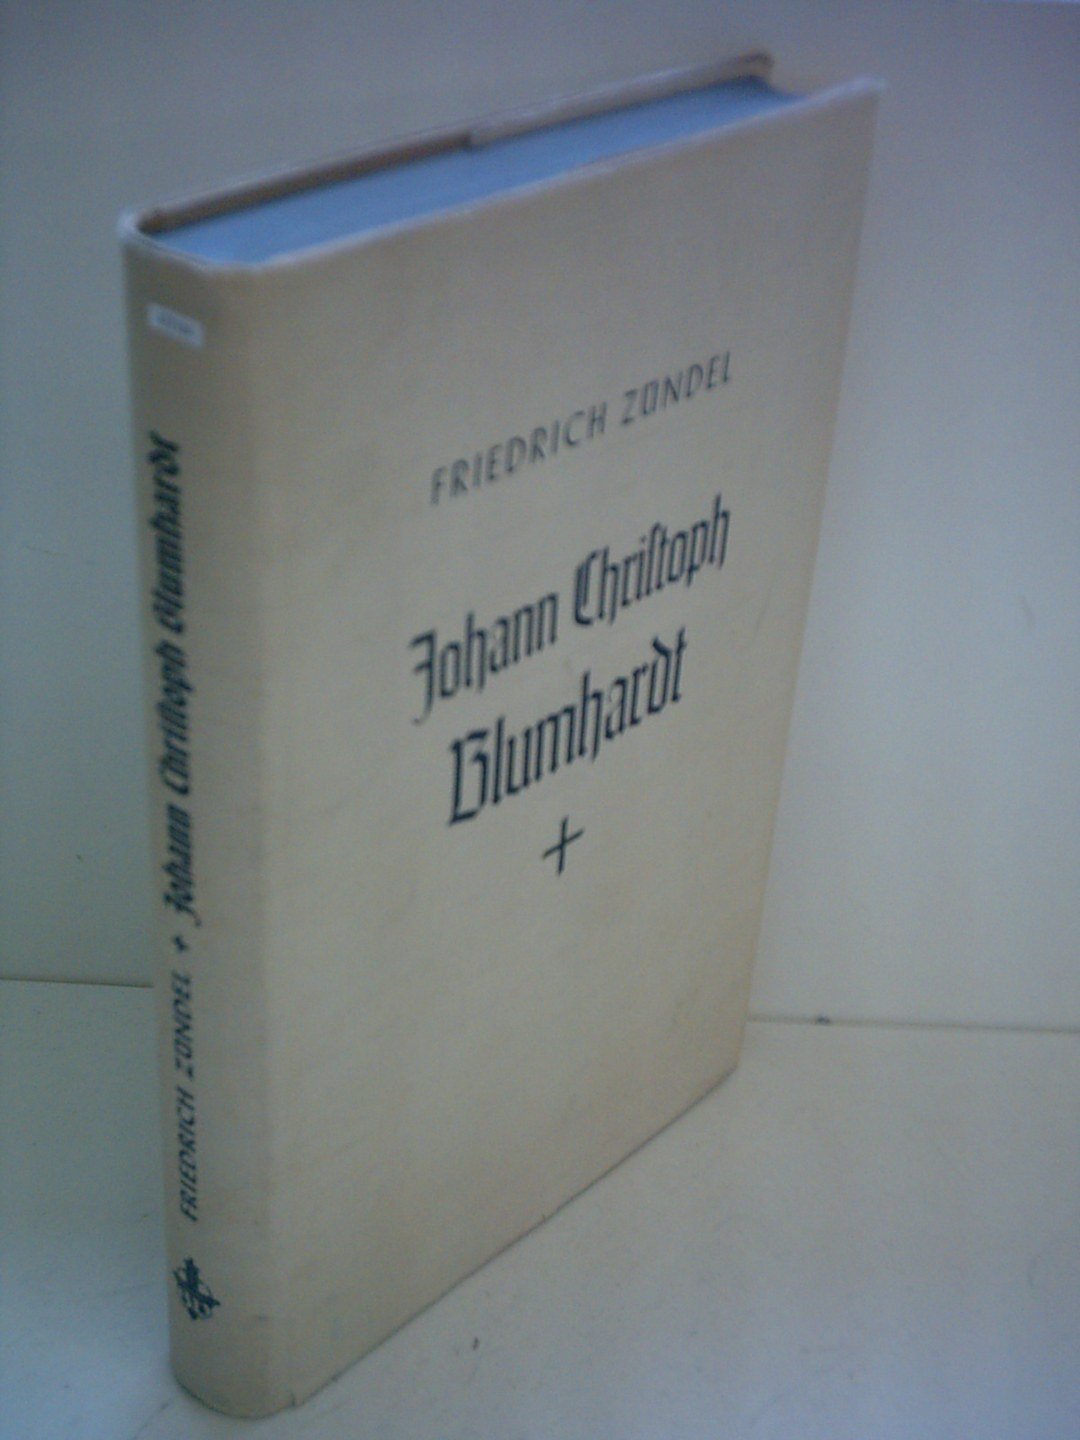 FRIEDRICH ZÜNDEL
Johann Chriſtoph
Blumhardt
FRIEDRICH ZÜNDEL + Johann Chriſtoph Blumhardt